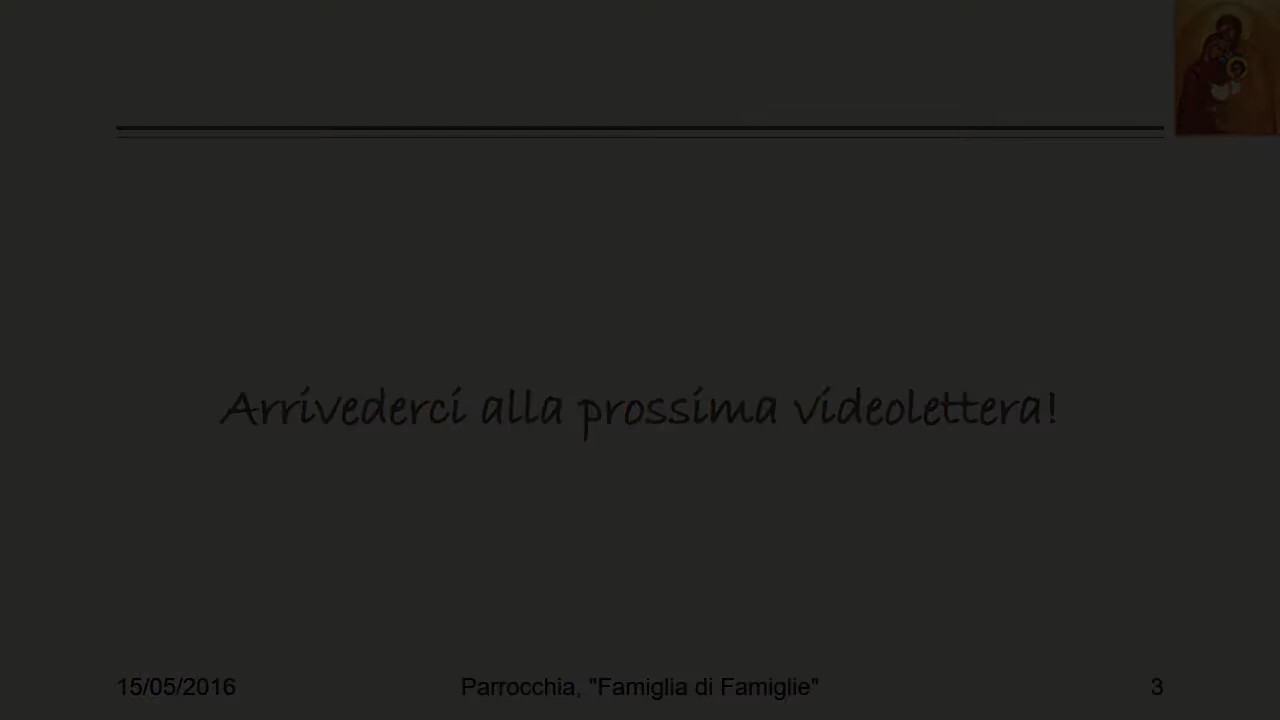 Arrivederci alla prossima videolettera!
15/05/2016
Parrocchia, "Famiglia di Famiglie"
3